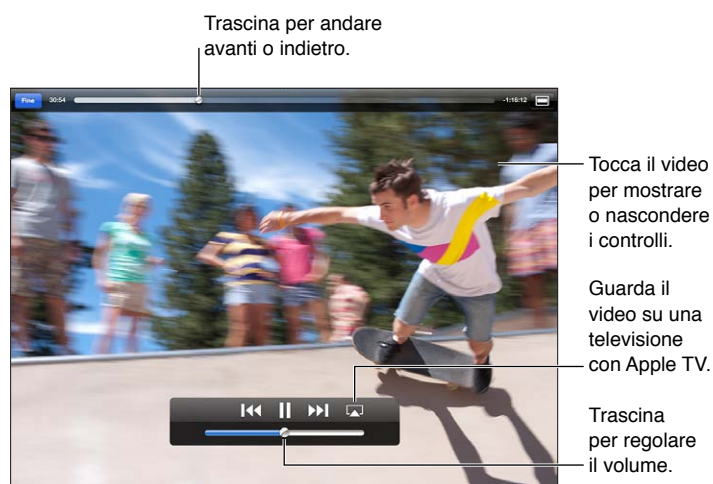 Trascina per andare
avanti o indietro.
Fine 30:54 -1:16:12
Tocca il video
per mostrare
o nascondere
i controlli.
Guarda il
video su una
televisione
con Apple TV.
Trascina
per regolare
il volume.